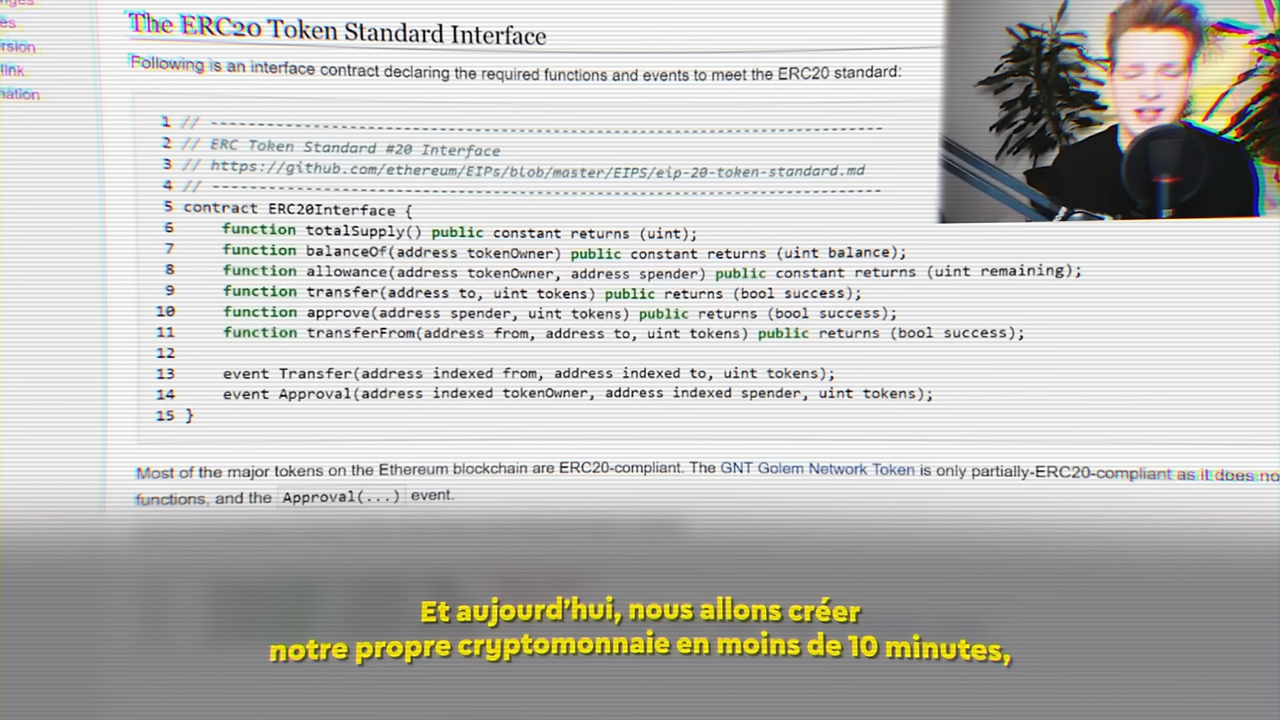 es
rsion
link
nation
The ERC20 Token Standard Interface
Following is an interface contract declaring the required functions and events to meet the ERC20 standard:
1 // ----------------------------------------------------------------------------
2 // ERC Token Standard #20 Interface
3 // https://github.com/ethereum/EIPs/blob/master/EIPS/eip-20-token-standard.md
4 // ----------------------------------------------------------------------------
5 contract ERC20Interface {
6 function totalSupply() public constant returns (uint);
7 function balanceOf(address tokenOwner) public constant returns (uint balance);
8 function allowance(address tokenOwner, address spender) public constant returns (uint remaining);
9 function transfer(address to, uint tokens) public returns (bool success);
10 function approve(address spender, uint tokens) public returns (bool success);
11 function transferFrom(address from, address to, uint tokens) public returns (bool success);
12
13 event Transfer(address indexed from, address indexed to, uint tokens);
14 event Approval(address indexed tokenOwner, address indexed spender, uint tokens);
15 }
Most of the major tokens on the Ethereum blockchain are ERC20-compliant. The GNT Golem Network Token is only partially-ERC20-compliant as it does no
functions, and the Approval(...) event.
Et aujourd'hui, nous allons créer
notre propre cryptomonnaie en moins de 10 minutes,